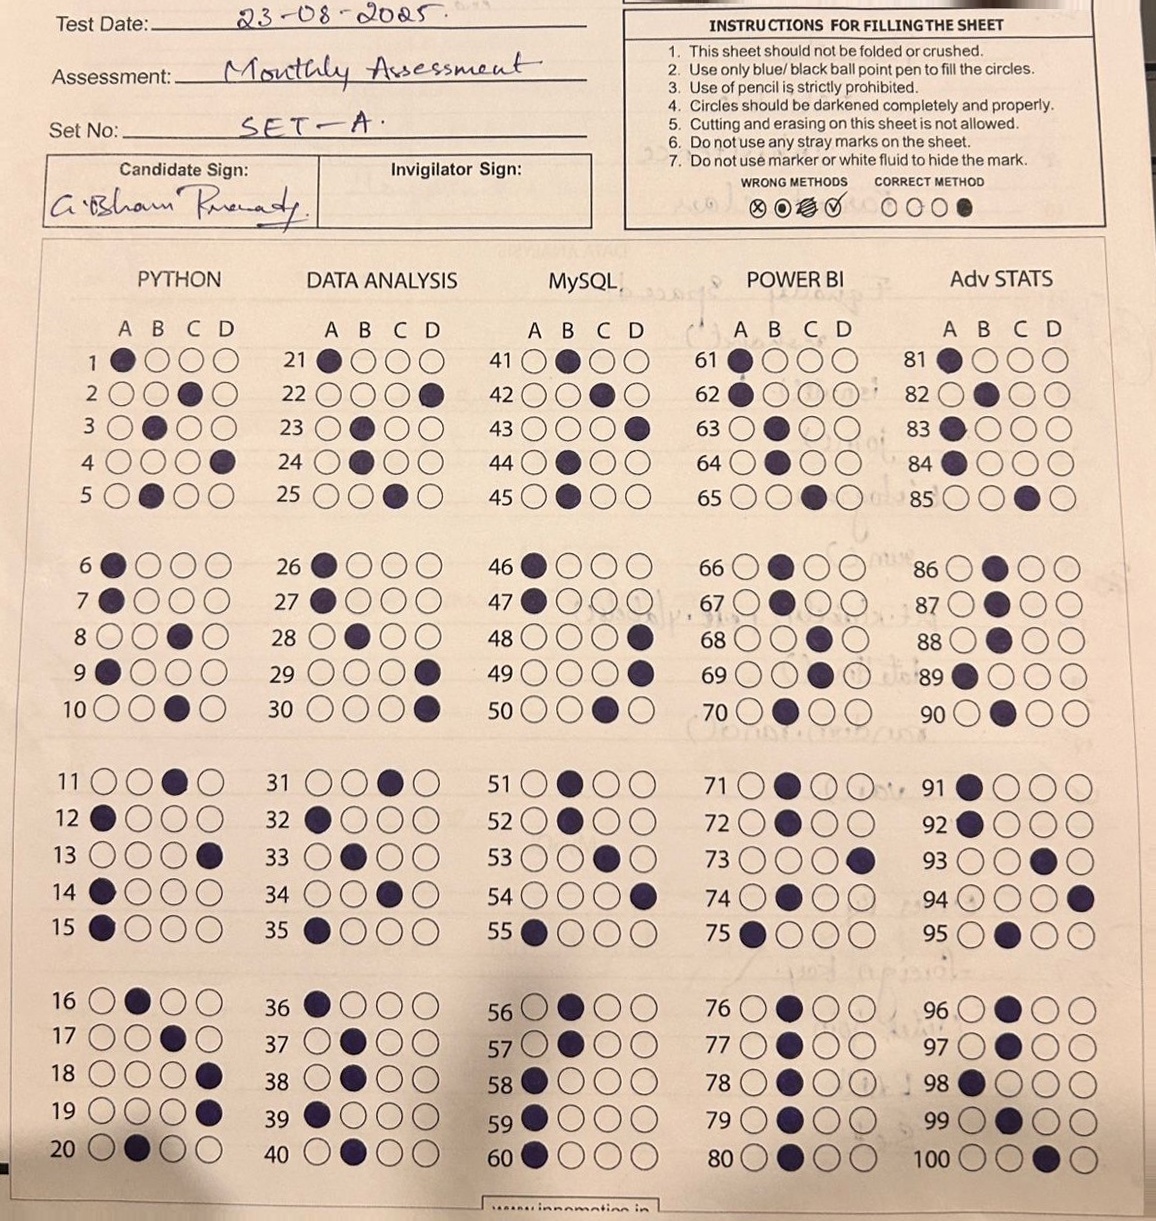 Test Date: 23-08-2025.
Assessment: Monthly Assessment
Set No: SET-A.
Candidate Sign:
Invigilator Sign:
INSTRUCTIONS FOR FILLING THE SHEET
1. This sheet should not be folded or crushed.
2. Use only blue/ black ball point pen to fill the circles.
3. Use of pencil is strictly prohibited.
4. Circles should be darkened completely and properly.
5. Cutting and erasing on this sheet is not allowed.
6. Do not use any stray marks on the sheet.
7. Do not use marker or white fluid to hide the mark.
WRONG METHODS CORRECT METHOD
PYTHON DATA ANALYSIS MySQL POWER BI Adv STATS
A B C D A B C D A B C D A B C D A B C D
1 21 41 61 81
2 22 42 62 82
3 23 43 63 83
4 24 44 64 84
5 25 45 65 85
6 26 46 66 86
7 27 47 67 87
8 28 48 68 88
9 29 49 69 89
10 30 50 70 90
11 31 51 71 91
12 32 52 72 92
13 33 53 73 93
14 34 54 74 94
15 35 55 75 95
16 36 56 76 96
17 37 57 77 97
18 38 58 78 98
19 39 59 79 99
20 40 60 80 100